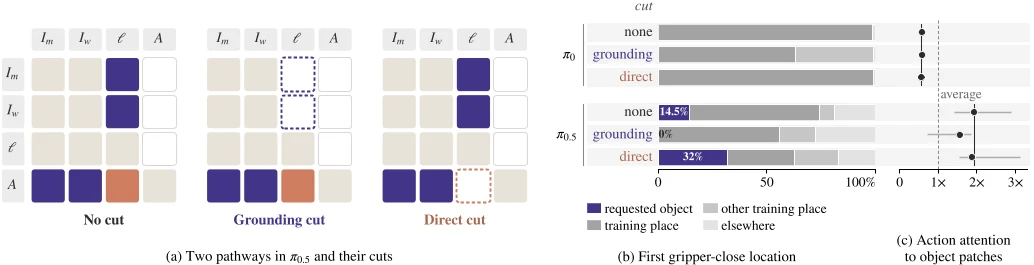 I_m I_w ℓ A
I_m I_w ℓ A
I_m I_w ℓ A
I_m
I_w
ℓ
A
No cut
Grounding cut
Direct cut
(a) Two pathways in π0.5 and their cuts
cut
π0
none
grounding
direct
π0.5
none
14.5%
grounding
0%
direct
32%
0 50 100%
requested object
training place
other training place
elsewhere
(b) First gripper-close location
average
0 1× 2× 3×
(c) Action attention
to object patches